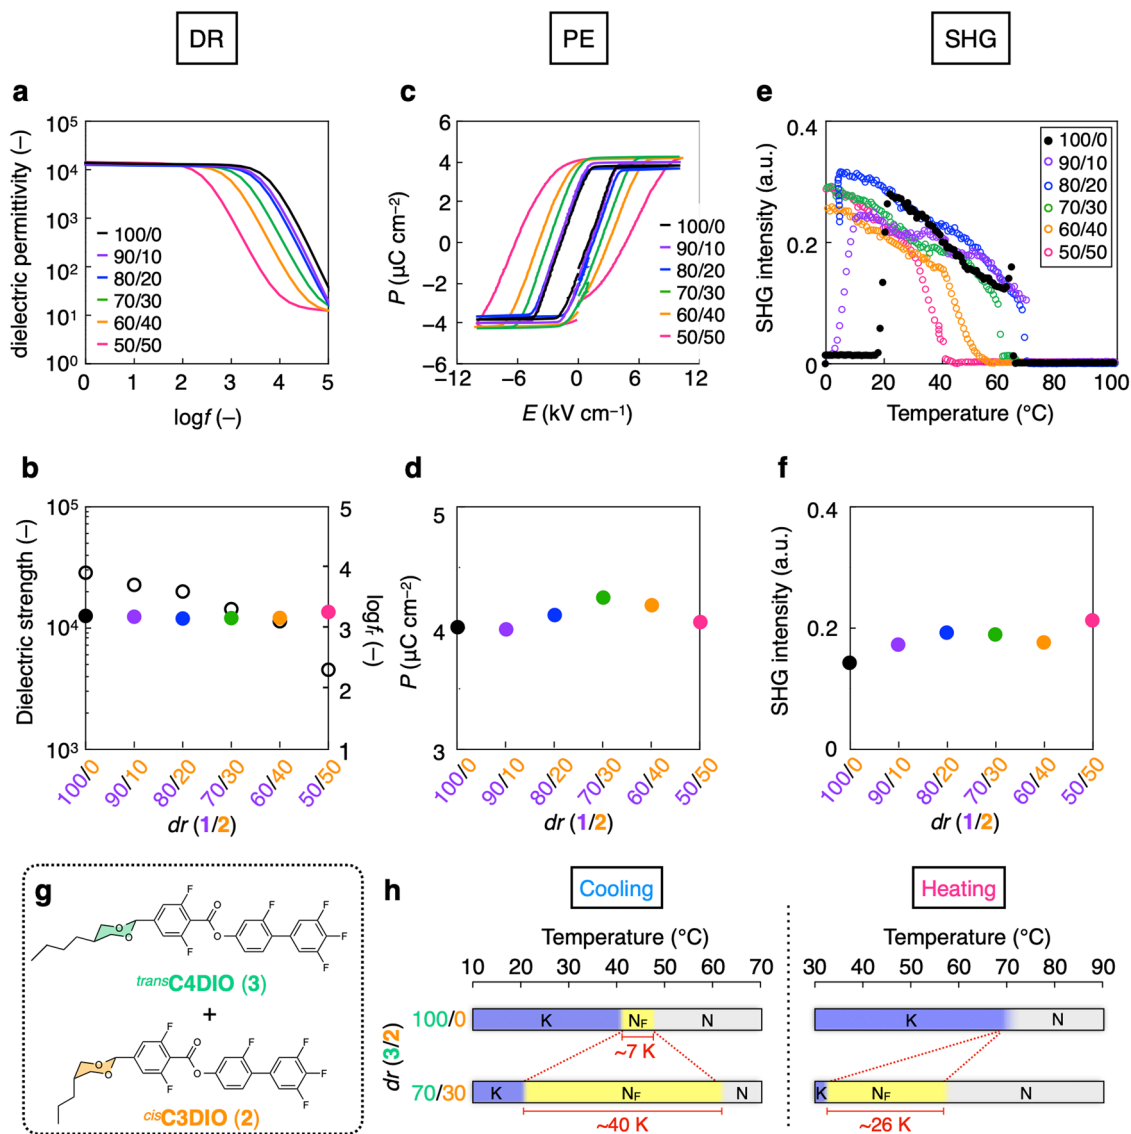 DR
PE
SHG
a
10⁵
10⁴
10³
10²
10¹
10⁰
dielectric permittivity (–)
100/0
90/10
80/20
70/30
60/40
50/50
0 1 2 3 4 5
logf (–)
c
6
4
2
0
−2
−4
−6
P (μC cm−2)
100/0
90/10
80/20
70/30
60/40
50/50
−12 −6 0 6 12
E (kV cm−1)
e
0.4
0.2
0
SHG intensity (a.u.)
100/0
90/10
80/20
70/30
60/40
50/50
0 20 40 60 80 100
Temperature (°C)
b
10⁵
10⁴
10³
Dielectric strength (–)
5
4
3
2
1
logfr (–)
100/0 90/10 80/20 70/30 60/40 50/50
dr (1/2)
d
5
4
3
P (μC cm−2)
100/0 90/10 80/20 70/30 60/40 50/50
dr (1/2)
f
0.4
0.2
0
SHG intensity (a.u.)
100/0 90/10 80/20 70/30 60/40 50/50
dr (1/2)
g
F
F
O
O
O
O
F
F
F
F
transC4DIO (3)
+
F
F
O
O
O
O
F
F
F
F
cisC3DIO (2)
h
Cooling
Temperature (°C)
10 20 30 40 50 60 70
Heating
Temperature (°C)
30 40 50 60 70 80 90
dr (3/2)
100/0
K NF N
~7 K
K N
70/30
K NF N
~40 K
K NF N
~26 K